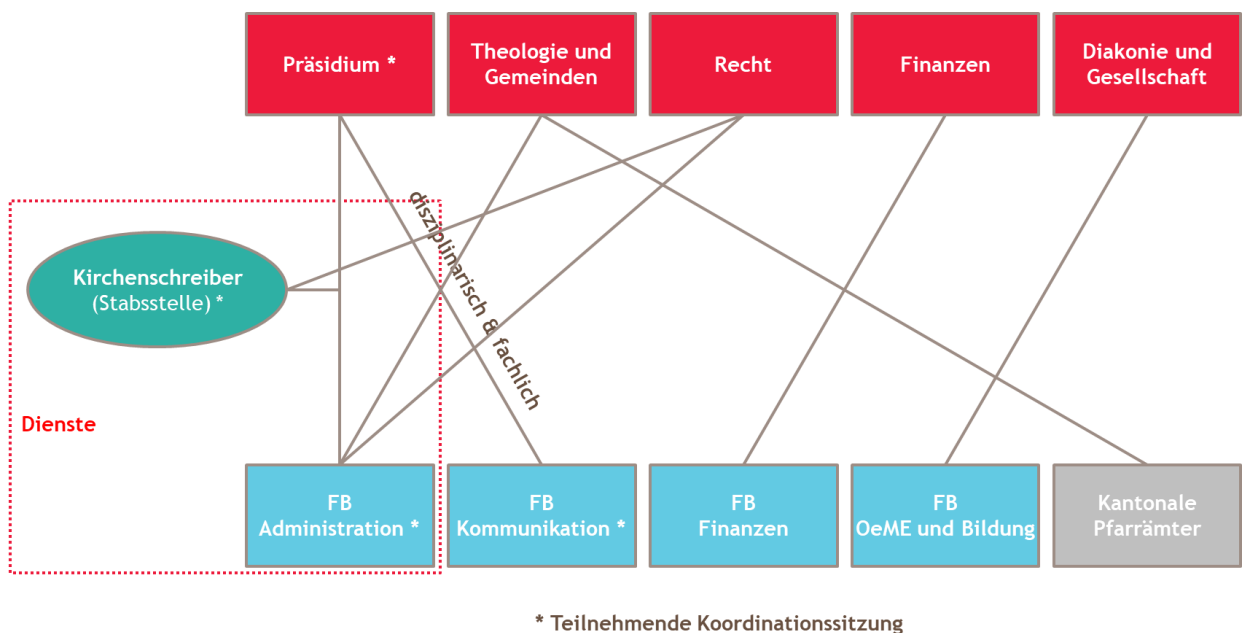 Präsidium *
Theologie und
Gemeinden
Recht
Finanzen
Diakonie und
Gesellschaft
disziplinarisch & fachlich
Kirchenschreiber
(Stabsstelle) *
Dienste
FB
Administration *
FB
Kommunikation *
FB
Finanzen
FB
OeME und Bildung
Kantonale
Pfarrämter
* Teilnehmende Koordinationssitzung